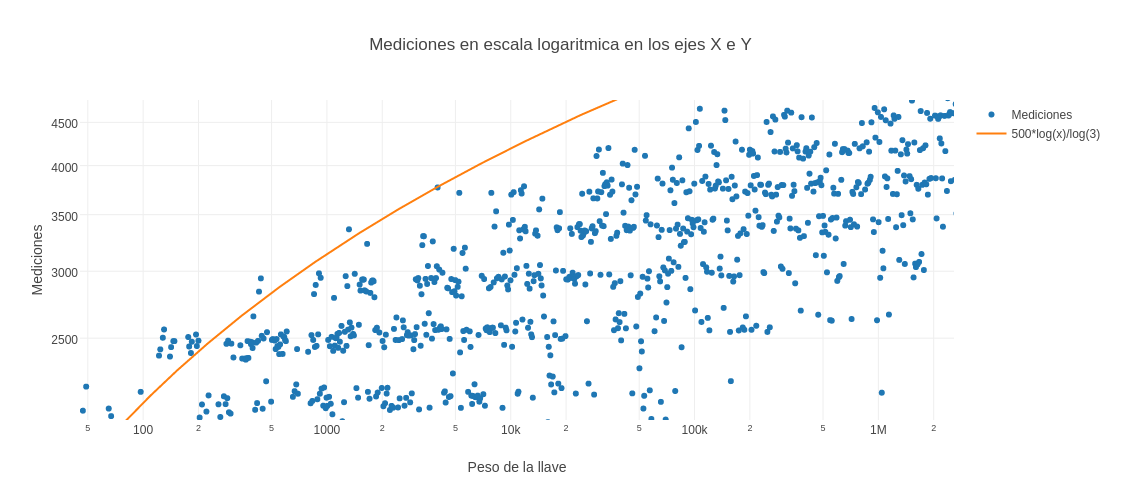 Mediciones en escala logaritmica en los ejes X e Y
Mediciones
500*log(x)/log(3)
4500
4000
3500
3000
2500
Mediciones
5 100 2 5 1000 2 5 10k 2 5 100k 2 5 1M 2
Peso de la llave